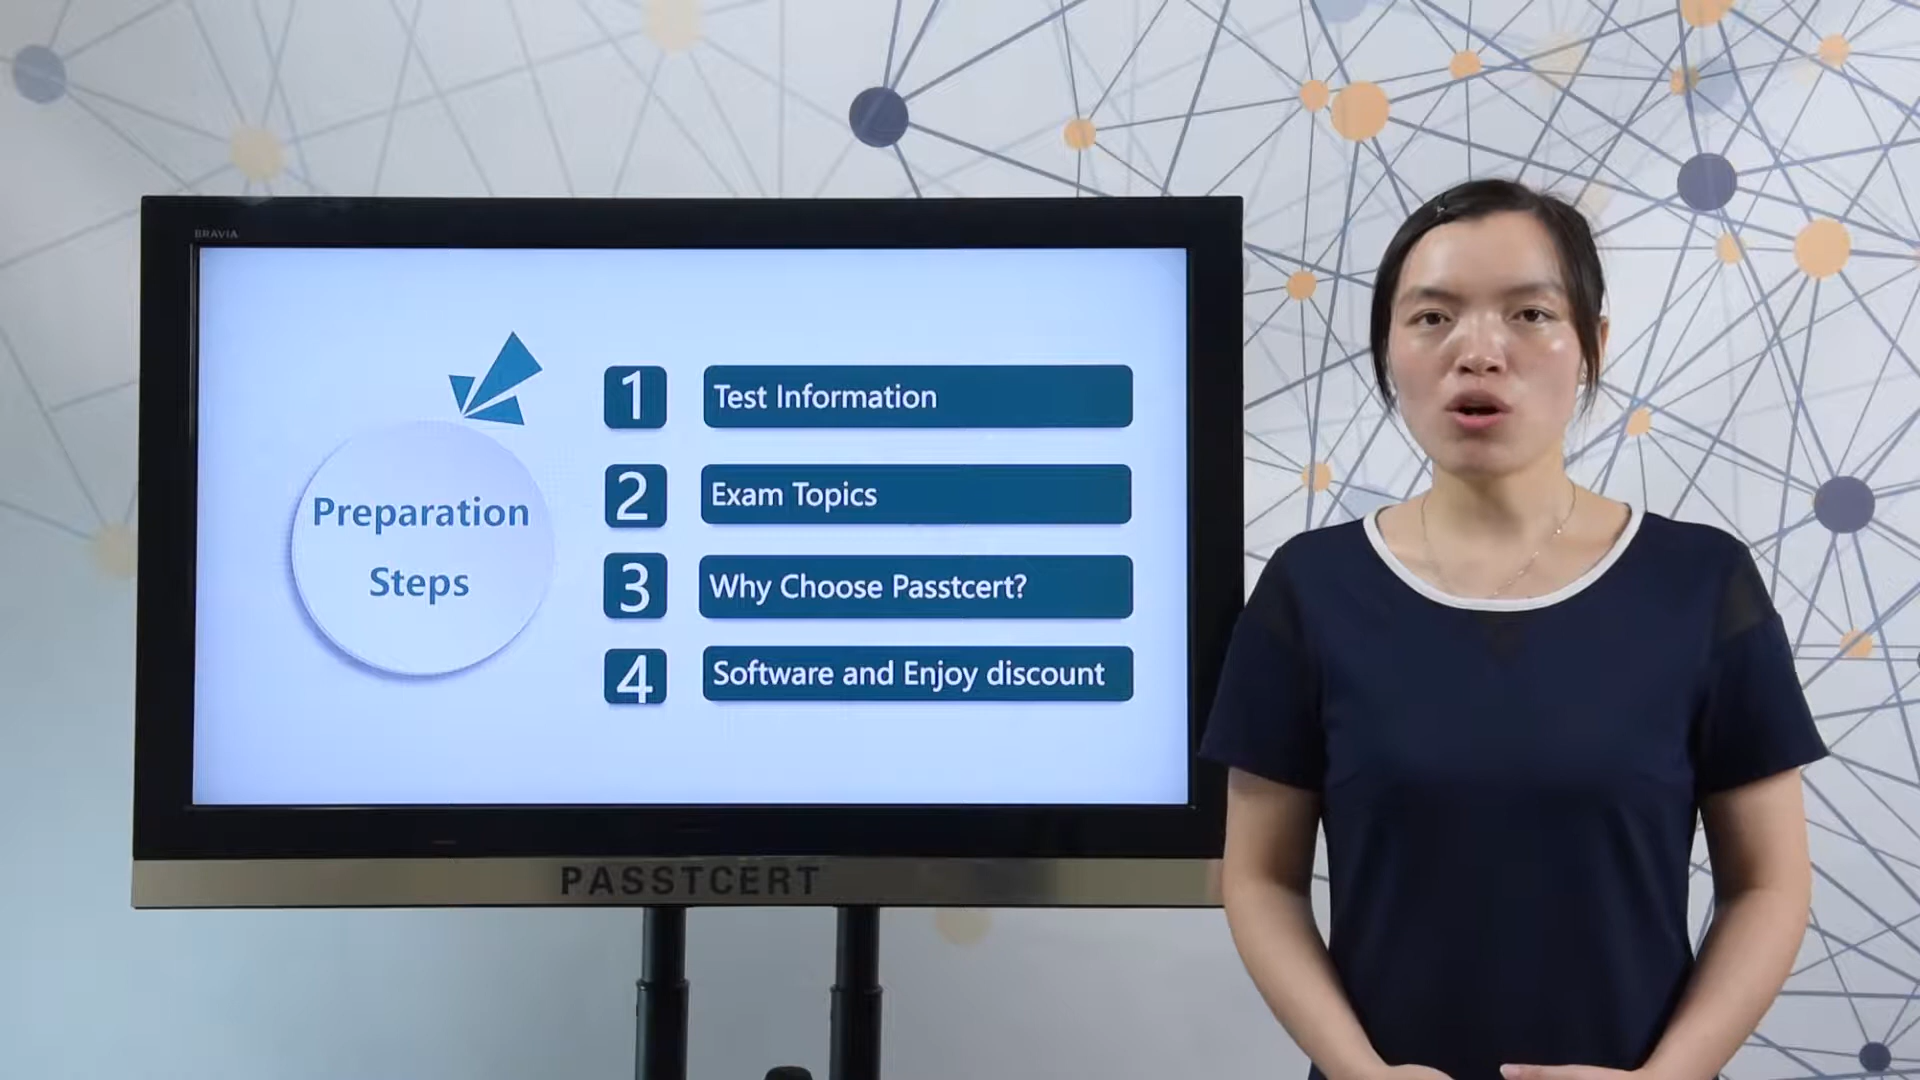 BRAVIA
Preparation
Steps
1 Test Information
2 Exam Topics
3 Why Choose Passtcert?
4 Software and Enjoy discount
PASSTCERT